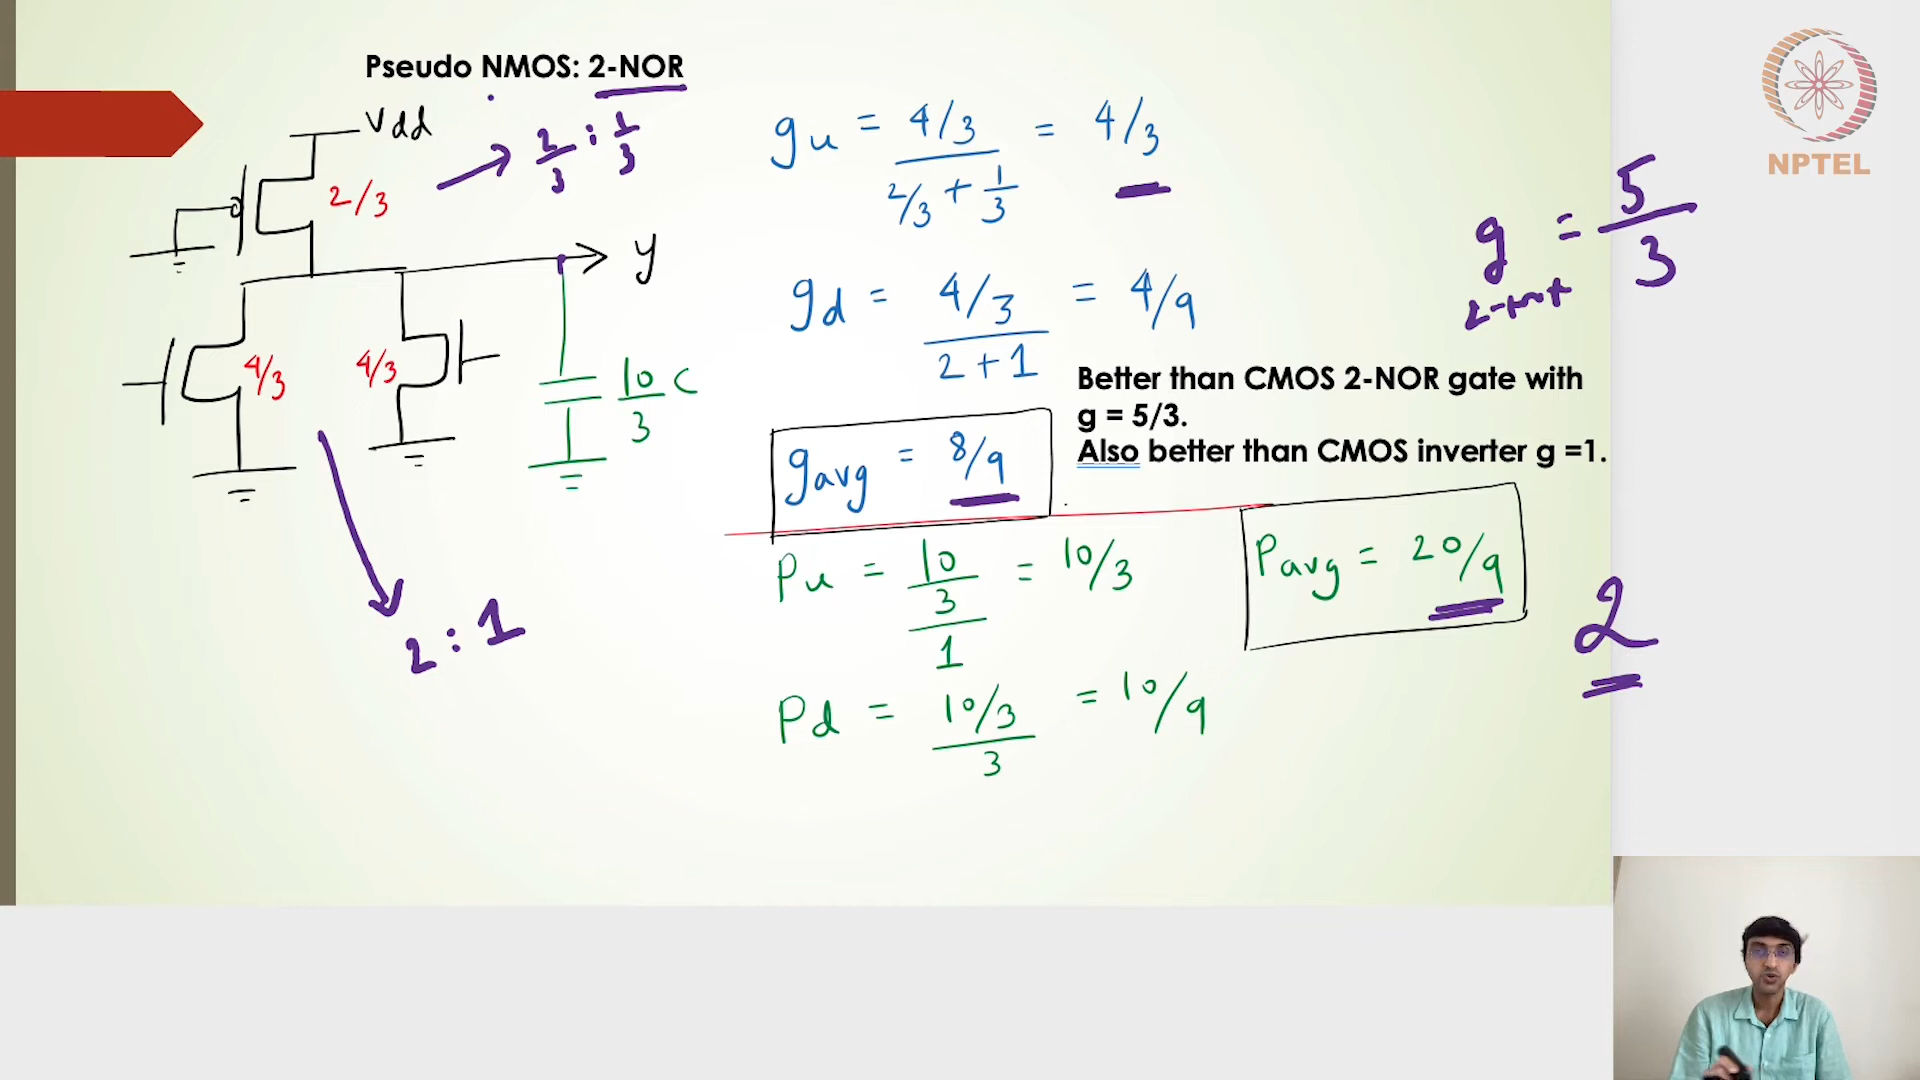 Pseudo NMOS: 2-NOR
Vdd
2/3
→ 2/3 : 1/3
y
4/3
4/3
10/3 C
2 : 1
gu = 4/3 / (2/3 + 1/3) = 4/3
gd = 4/3 / (2+1) = 4/9
gavg = 8/9
g = 5/3
Better than CMOS 2-NOR gate with
g = 5/3.
Also better than CMOS inverter g =1.
Pu = 10/3 / 1 = 10/3
Pavg = 20/9
2
Pd = 10/3 / 3 = 10/9
NPTEL